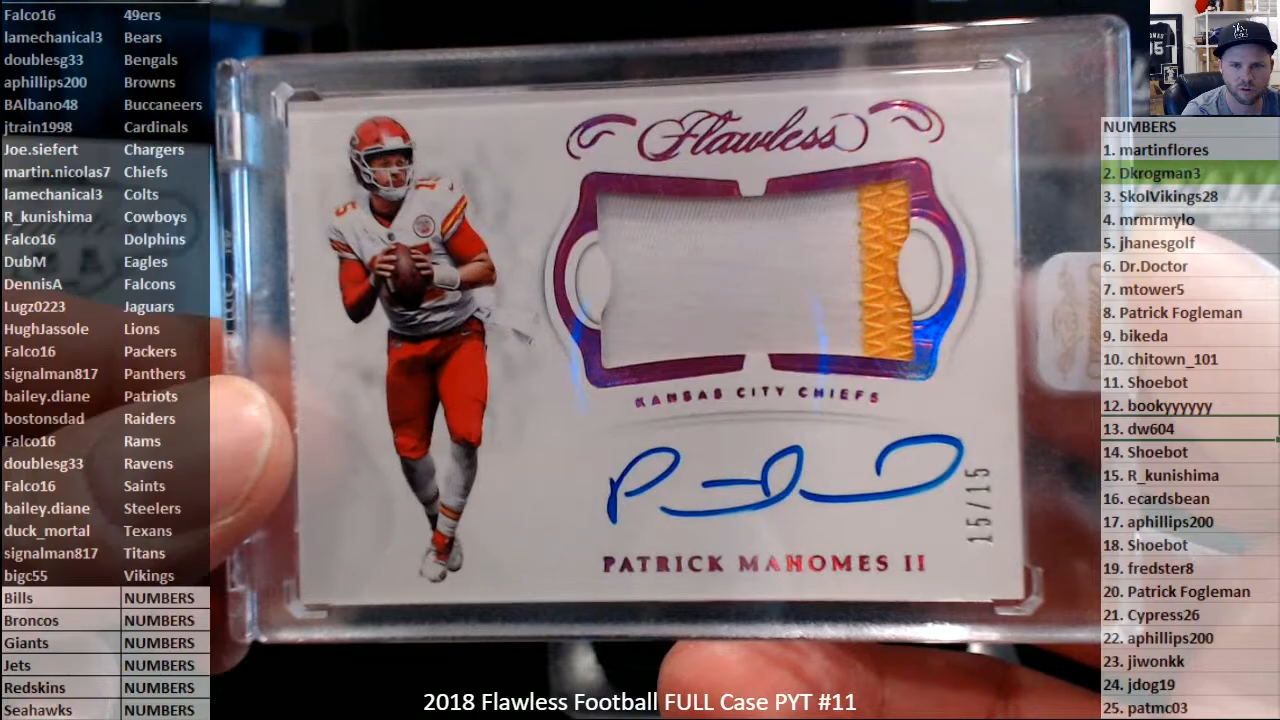 Falco16 49ers
lamechanical3 Bears
doublesg33 Bengals
aphillips200 Browns
BAlbano48 Buccaneers
jtrain1998 Cardinals
Joe.siefert Chargers
martin.nicolas7 Chiefs
lamechanical3 Colts
R_kunishima Cowboys
Falco16 Dolphins
DubM Eagles
DennisA Falcons
Lugz0223 Jaguars
HughJassole Lions
Falco16 Packers
signalman817 Panthers
bailey.diane Patriots
bostonsdad Raiders
Falco16 Rams
doublesg33 Ravens
Falco16 Saints
bailey.diane Steelers
duck_mortal Texans
signalman817 Titans
bigc55 Vikings
Bills NUMBERS
Broncos NUMBERS
Giants NUMBERS
Jets NUMBERS
Redskins NUMBERS
Seahawks NUMBERS
Flawless
KANSAS CITY CHIEFS
15/15
PATRICK MAHOMES II
2018 Flawless Football FULL Case PYT #11
NUMBERS
1. martinflores
2. Dkrogman3
3. SkolVikings28
4. mrmrmylo
5. jhanesgolf
6. Dr.Doctor
7. mtower5
8. Patrick Fogleman
9. bikeda
10. chitown_101
11. Shoebot
12. bookyyyyyy
13. dw604
14. Shoebot
15. R_kunishima
16. ecardsbean
17. aphillips200
18. Shoebot
19. fredster8
20. Patrick Fogleman
21. Cypress26
22. aphillips200
23. jiwonkk
24. jdog19
25. patmc03